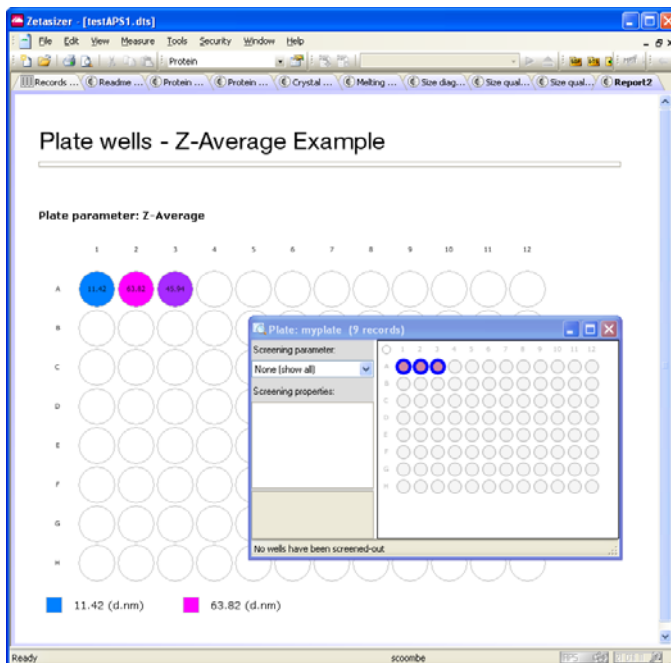 Zetasizer - [testAPS1.dts]
File Edit View Measure Tools Security Window Help
Protein
Records ... Readme ... Protein ... Protein ... Crystal ... Melting ... Size diag... Size qual... Size qual... Size qual... Report2
Plate wells - Z-Average Example
Plate parameter: Z-Average
1 2 3 4 5 6 7 8 9 10 11 12
A 11.42 63.82
B
C
D
E
F
G
H
Plate: myplate (9 records)
Screening parameter:
None (show all)
Screening properties:
1 2 3 4 5 6 7 8 9 10 11 12
A
B
C
D
E
F
G
H
No wells have been screened-out
11.42 (d.nm) 63.82 (d.nm)
Ready scoombe